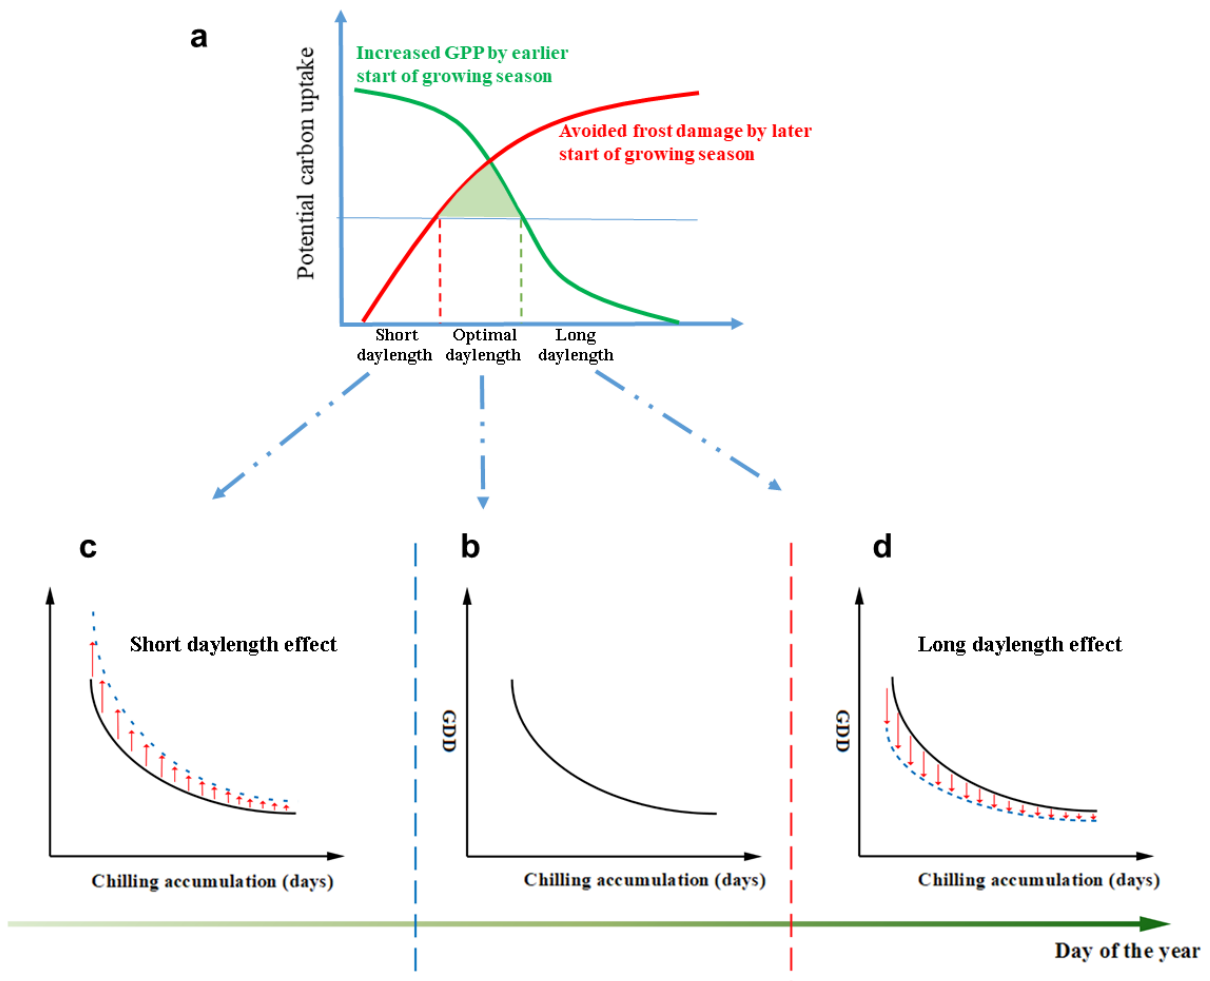 a
Increased GPP by earlier
start of growing season
Potential carbon uptake
Avoided frost damage by later
start of growing season
Short
daylength
Optimal
daylength
Long
daylength
c
Short daylength effect
Chilling accumulation (days)
b
GDD
Chilling accumulation (days)
d
Long daylength effect
GDD
Chilling accumulation (days)
Day of the year